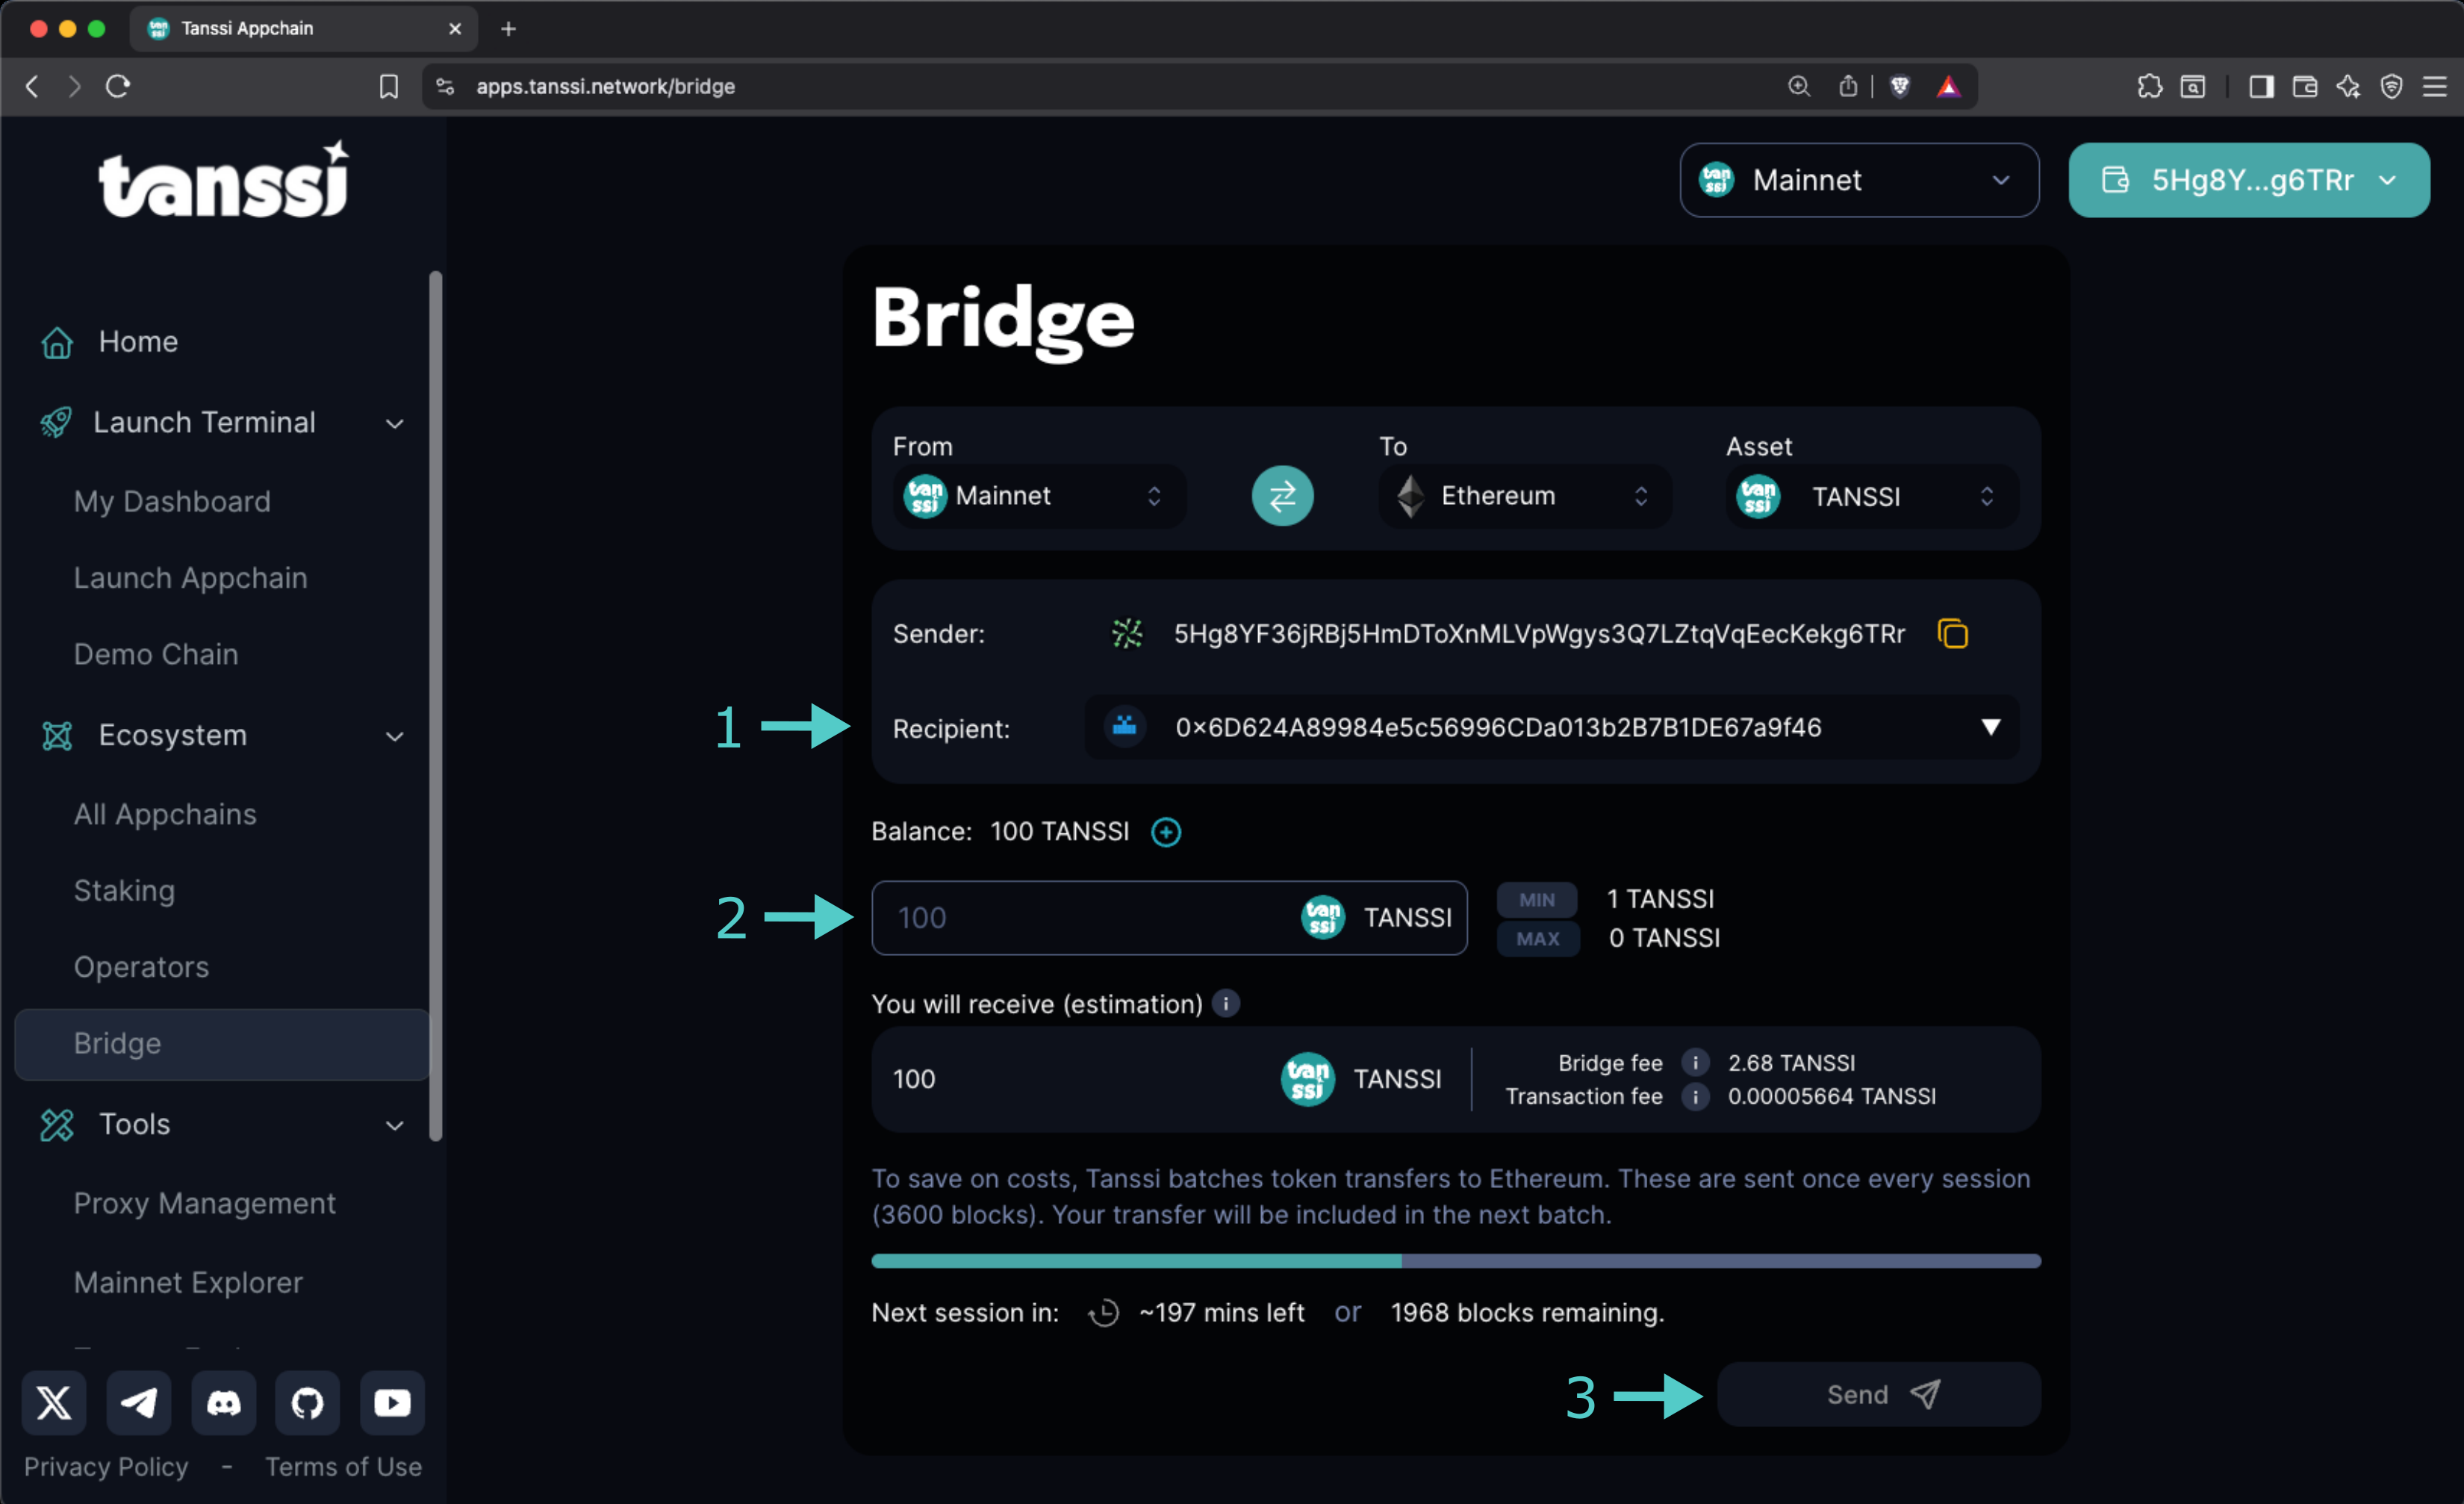 Tanssi Appchain
apps.tanssi.network/bridge
tanssi
Mainnet
5Hg8Y...g6TRr
Home
Launch Terminal
My Dashboard
Launch Appchain
Demo Chain
Ecosystem
All Appchains
Staking
Operators
Bridge
Tools
Proxy Management
Mainnet Explorer
Privacy Policy - Terms of Use
Bridge
From To Asset
Mainnet Ethereum TANSSI
Sender: 5Hg8YF36jRBj5HmDToXnMLVpWgys3Q7LZtqVqEecKekg6TRr
1 Recipient: 0x6D624A89984e5c56996CDa013b2B7B1DE67a9f46
Balance: 100 TANSSI
2 100 TANSSI
MIN 1 TANSSI
MAX 0 TANSSI
You will receive (estimation)
100 TANSSI
Bridge fee 2.68 TANSSI
Transaction fee 0.00005664 TANSSI
To save on costs, Tanssi batches token transfers to Ethereum. These are sent once every session
(3600 blocks). Your transfer will be included in the next batch.
Next session in: ~197 mins left or 1968 blocks remaining.
3 Send